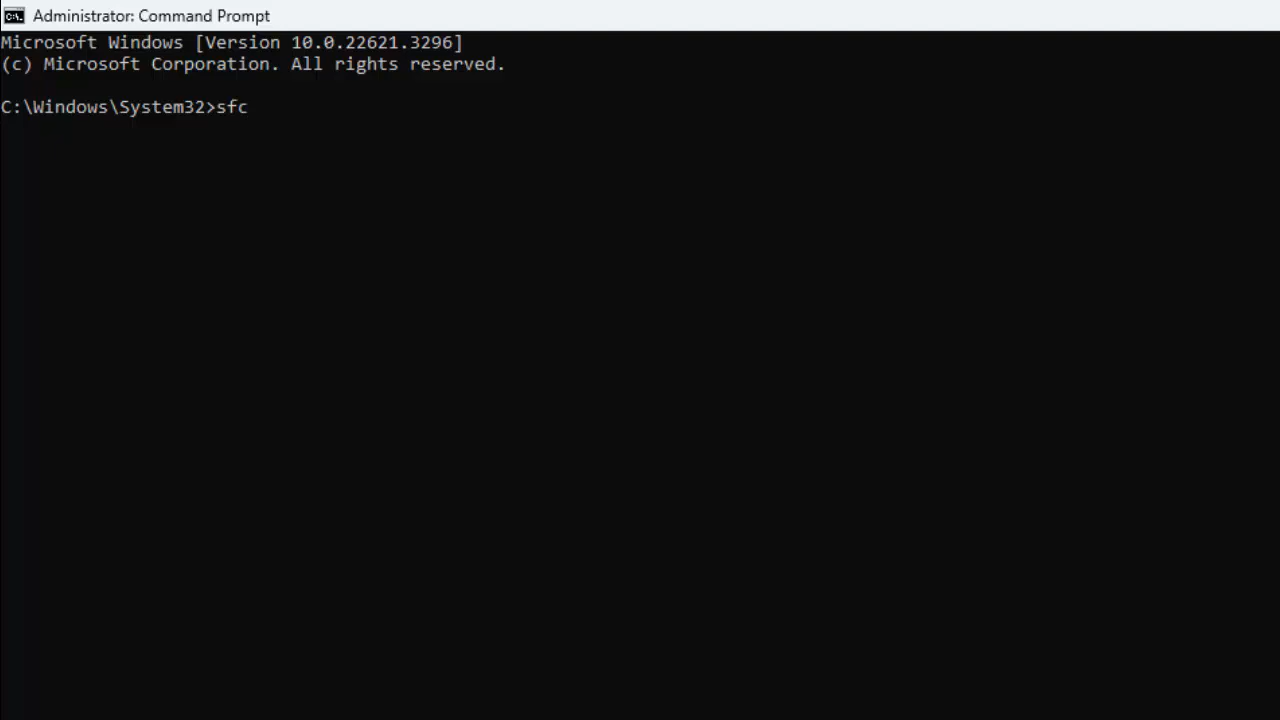 Administrator: Command Prompt
Microsoft Windows [Version 10.0.22621.3296]
(c) Microsoft Corporation. All rights reserved.
C:\Windows\System32>sfc